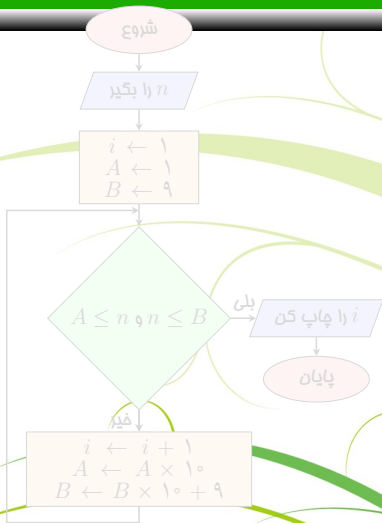 شروع
n را بگیر
i ← ۱
A ← ۱
B ← ۹
A ≤ n و n ≤ B
بلی
i را چاپ کن
پایان
خیر
i ← i + ۱
A ← A × ۱۰
B ← B × ۱۰ + ۹